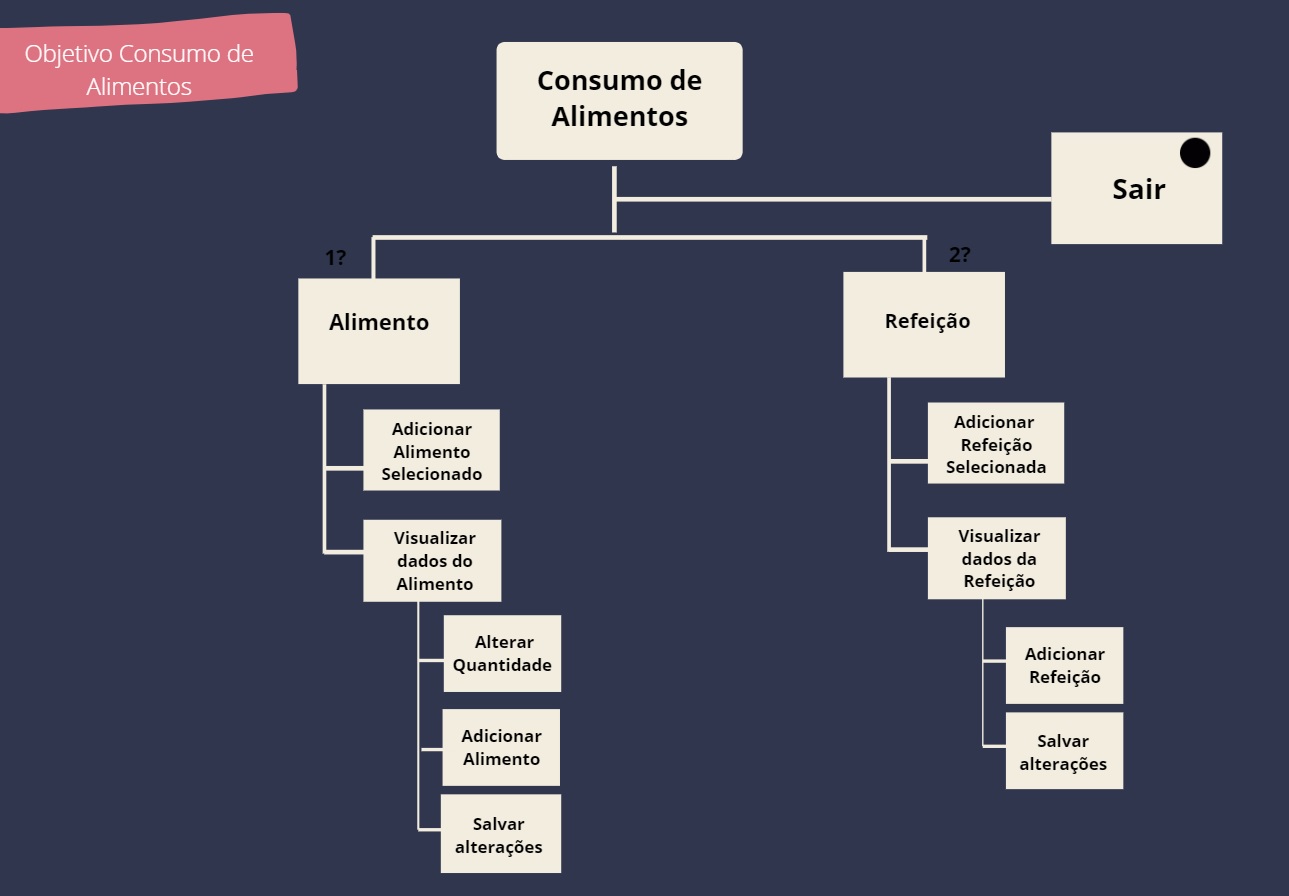 Objetivo Consumo de
Alimentos
Consumo de
Alimentos
Sair
1?
2?
Alimento
Refeição
Adicionar
Alimento
Selecionado
Adicionar
Refeição
Selecionada
Visualizar
dados do
Alimento
Visualizar
dados da
Refeição
Alterar
Quantidade
Adicionar
Refeição
Adicionar
Alimento
Salvar
alterações
Salvar
alterações